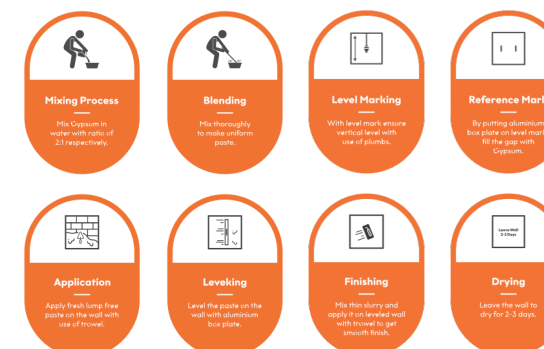 Mixing Process
Mix Gypsum in
water with ratio of
2:1 respectively.
Blending
Mix thoroughly
to make uniform
paste.
Level Marking
With level mark ensure
vertical level with
use of plumbs.
Reference Mark
By putting aluminium
box plate on level mark
fill the gap with
Gypsum.
Application
Apply fresh lump free
paste on the wall with
use of trowel.
Leveking
Level the paste on the
wall with aluminium
box plate.
Finishing
Mix thin slurry and
apply it on leveled wall
with trowel to get
smooth finish.
Leave Wall
2-3 Days
Drying
Leave the wall to
dry for 2-3 days.